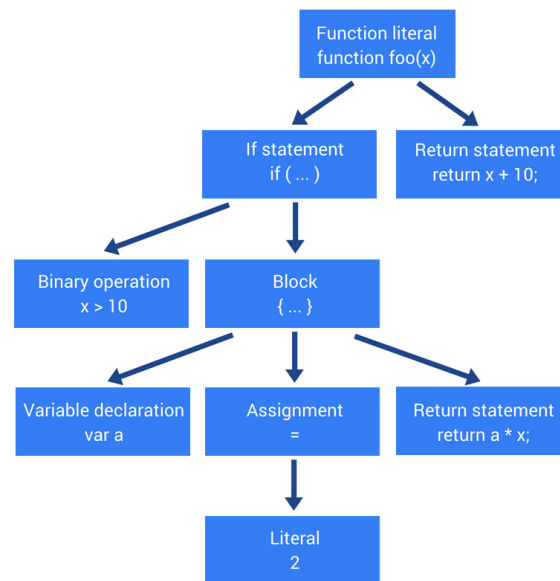 Function literal
function foo(x)
If statement
if ( ... )
Return statement
return x + 10;
Binary operation
x > 10
Block
{ ... }
Variable declaration
var a
Assignment
=
Return statement
return a * x;
Literal
2